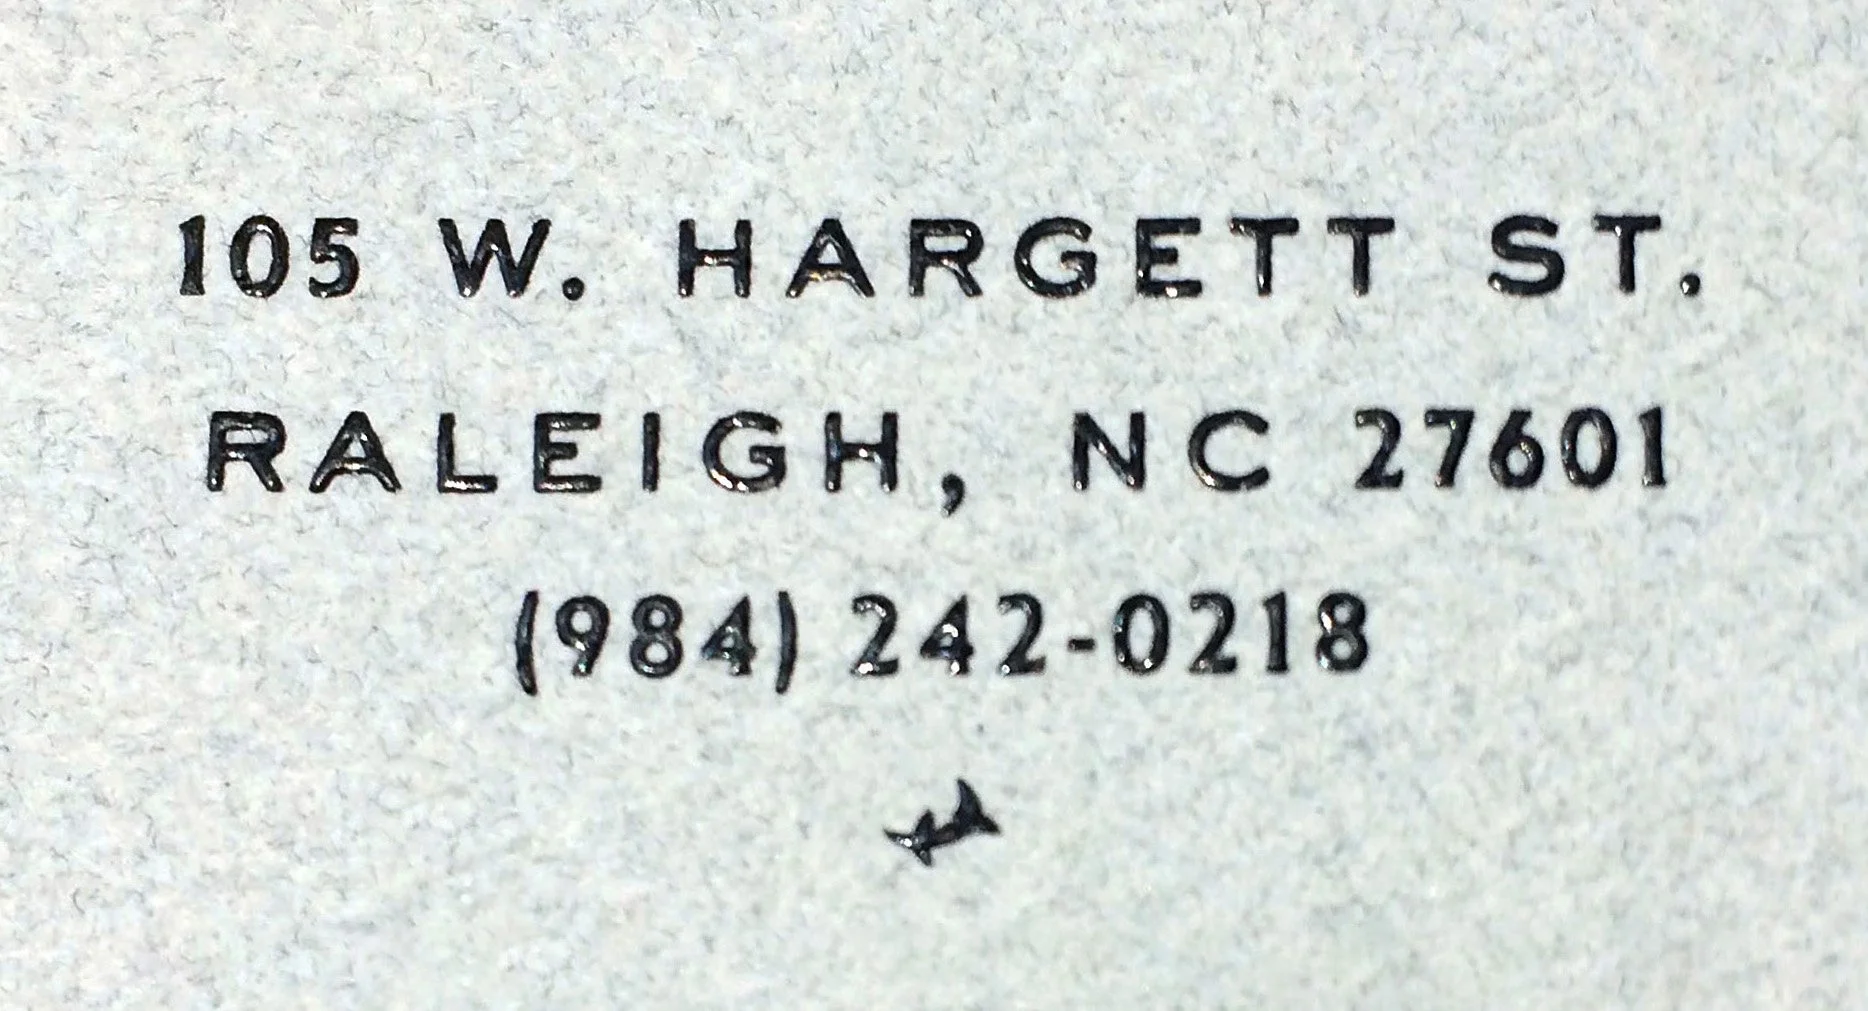 105 W. HARGETT ST.
RALEIGH, NC 27601
(984) 242-0218